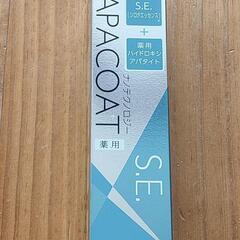 S.E.
[シロダエッセンス]
+
薬用
ハイドロキシ
アパタイト
APACOAT
ナノテクノロジー
薬用
S.E.